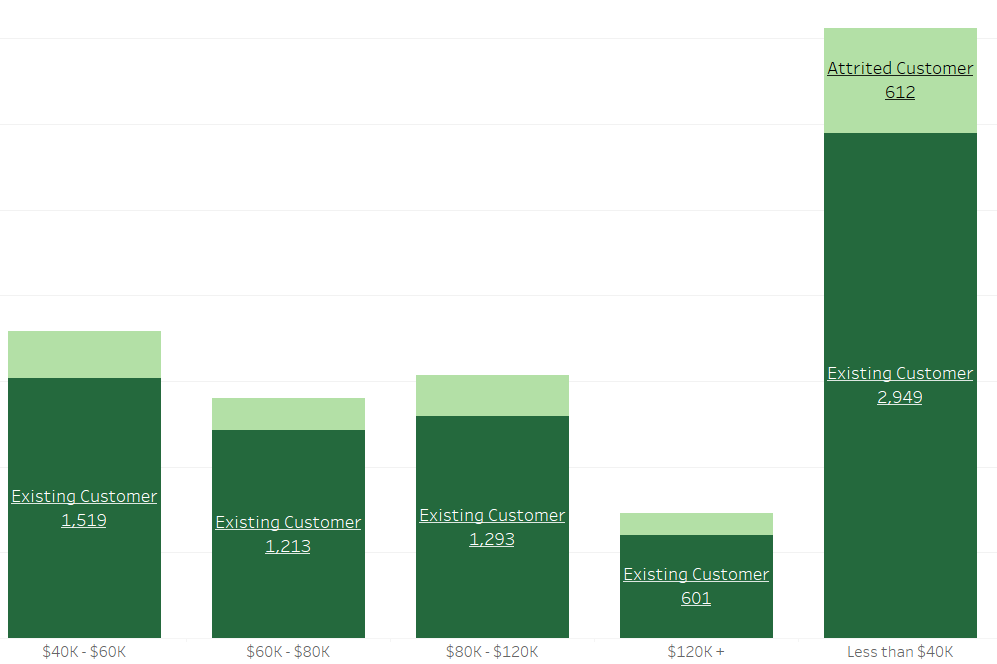 Attrited Customer
612
Existing Customer
2,949
Existing Customer
1,519
Existing Customer
1,213
Existing Customer
1,293
Existing Customer
601
$40K - $60K
$60K - $80K
$80K - $120K
$120K +
Less than $40K